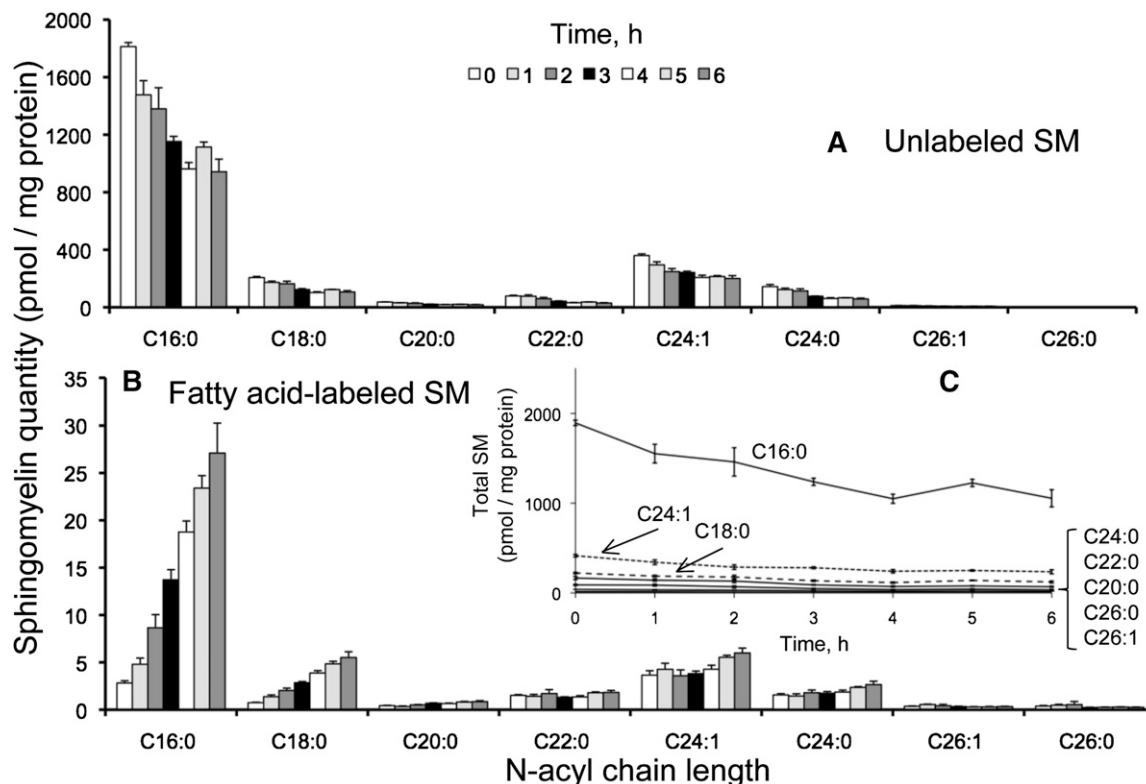 Sphingomyelin quantity (pmol / mg protein)
2000
1600
1200
800
400
0
Time, h
0 1 2 3 4 5 6
A Unlabeled SM
C16:0 C18:0 C20:0 C22:0 C24:1 C24:0 C26:1 C26:0
35
30
25
20
15
10
5
0
B Fatty acid-labeled SM
C
Total SM
(pmol / mg protein)
2000
1000
0
C16:0
C24:1
C18:0
C24:0
C22:0
C20:0
C26:0
C26:1
0 1 2 3 4 5 6
Time, h
C16:0 C18:0 C20:0 C22:0 C24:1 C24:0 C26:1 C26:0
N-acyl chain length